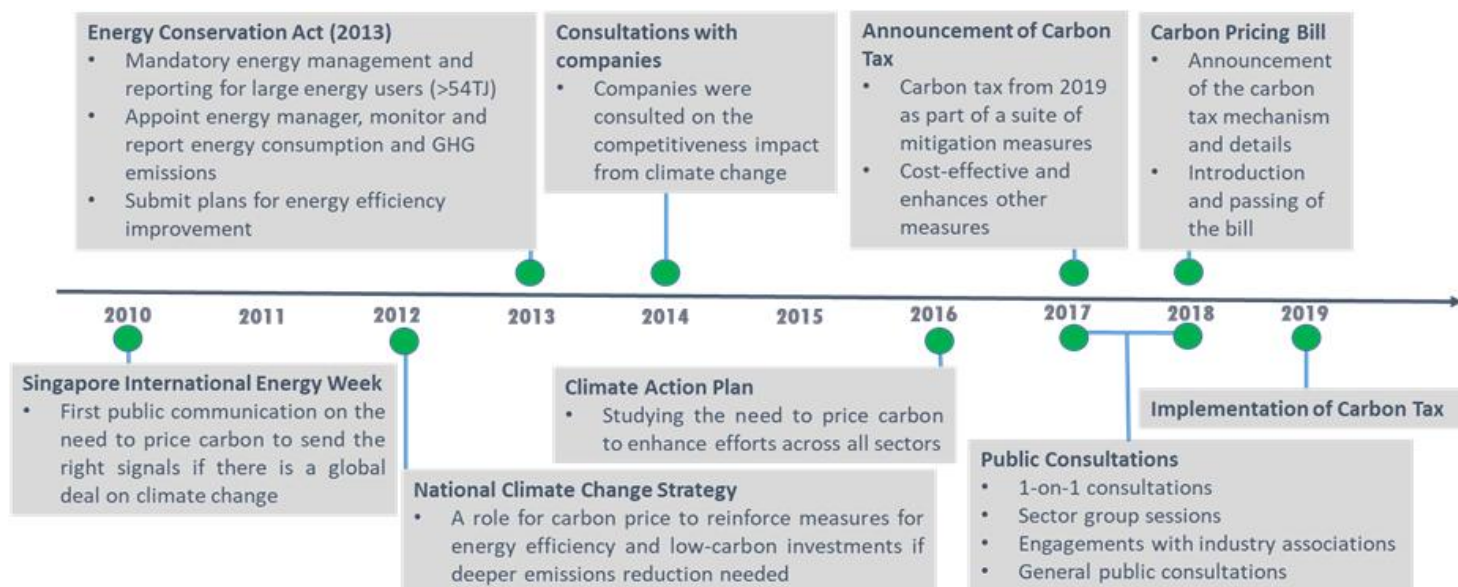 Energy Conservation Act (2013)
• Mandatory energy management and
reporting for large energy users (>54TJ)
• Appoint energy manager, monitor and
report energy consumption and GHG
emissions
• Submit plans for energy efficiency
improvement
Consultations with
companies
• Companies were
consulted on the
competitiveness impact
from climate change
Announcement of Carbon
Tax
• Carbon tax from 2019
as part of a suite of
mitigation measures
• Cost-effective and
enhances other
measures
Carbon Pricing Bill
• Announcement
of the carbon
tax mechanism
and details
• Introduction
and passing of
the bill
2010 2011 2012 2013 2014 2015 2016 2017 2018 2019
Singapore International Energy Week
• First public communication on the
need to price carbon to send the
right signals if there is a global
deal on climate change
National Climate Change Strategy
• A role for carbon price to reinforce measures for
energy efficiency and low-carbon investments if
deeper emissions reduction needed
Climate Action Plan
• Studying the need to price carbon
to enhance efforts across all sectors
Public Consultations
• 1-on-1 consultations
• Sector group sessions
• Engagements with industry associations
• General public consultations
Implementation of Carbon Tax